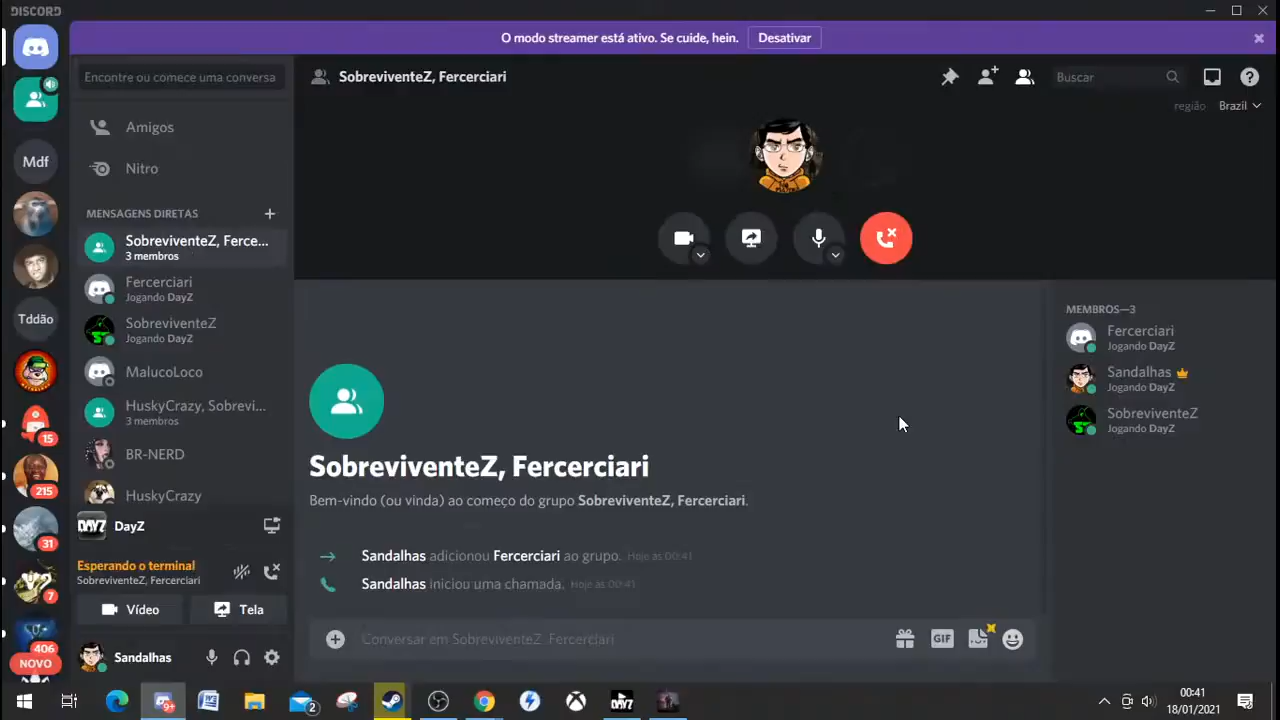 DISCORD
O modo streamer está ativo. Se cuide, hein.
Desativar
Encontre ou comece uma conversa
SobreviventeZ, Fercerciari
Buscar
região
Brazil
Amigos
Nitro
MENSAGENS DIRETAS
SobreviventeZ, Ferce...
3 membros
Fercerciari
Jogando DayZ
SobreviventeZ
Jogando DayZ
MalucoLoco
HuskyCrazy, Sobrevi...
3 membros
BR-NERD
HuskyCrazy
DAYZ
DayZ
Esperando o terminal
SobreviventeZ, Fercerciari
Vídeo
Tela
Sandalhas
Mdf
Tddão
15
215
31
7
406
NOVO
SobreviventeZ, Fercerciari
Bem-vindo (ou vinda) ao começo do grupo SobreviventeZ, Fercerciari.
Sandalhas adicionou Fercerciari ao grupo. Hoje às 00:41
Sandalhas iniciou uma chamada. Hoje às 00:41
Conversar em SobreviventeZ, Fercerciari
GIF
MEMBROS—3
Fercerciari
Jogando DayZ
Sandalhas
Jogando DayZ
SobreviventeZ
Jogando DayZ
W
2
DAYZ
00:41
18/01/2021